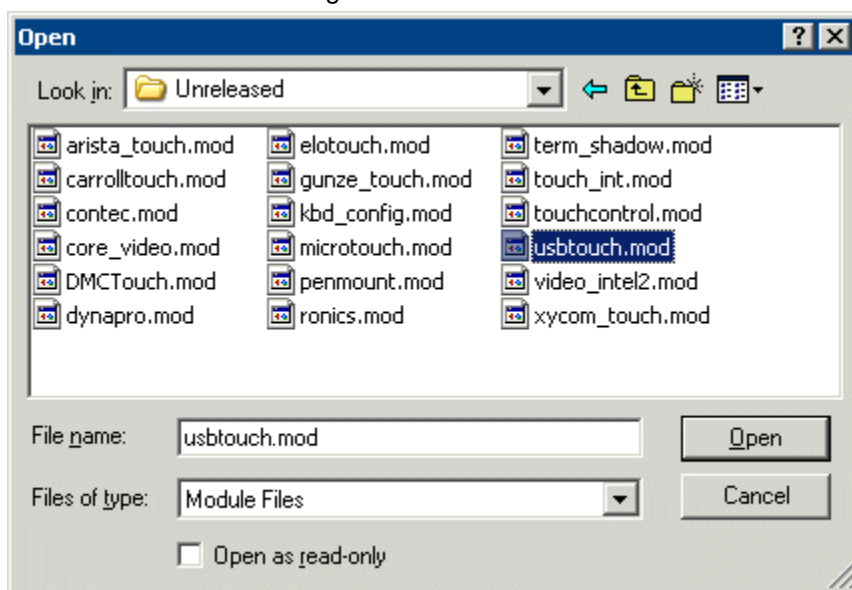 Open
Look in: Unreleased
arista_touch.mod elotouch.mod term_shadow.mod
carrolltouch.mod gunze_touch.mod touch_int.mod
contec.mod kbd_config.mod touchcontrol.mod
core_video.mod microtouch.mod usbtouch.mod
DMCTouch.mod penmount.mod video_intel2.mod
dynapro.mod ronics.mod xycom_touch.mod
File name: usbtouch.mod Open
Files of type: Module Files Cancel
Open as read-only